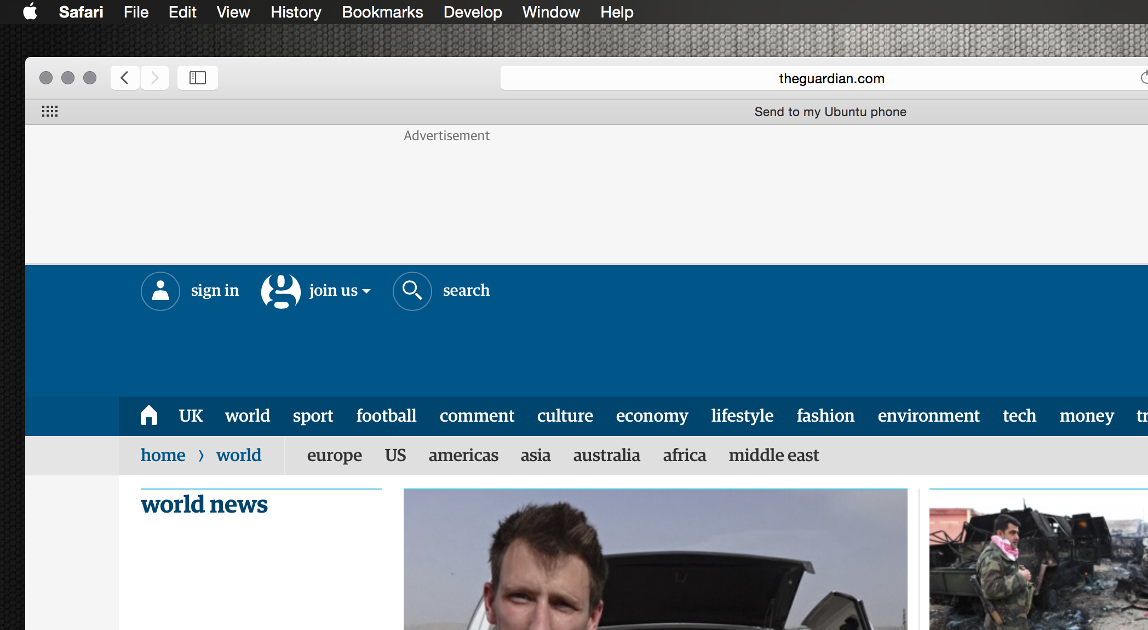 Safari File Edit View History Bookmarks Develop Window Help
theguardian.com
Send to my Ubuntu phone
Advertisement
sign in join us search
UK world sport football comment culture economy lifestyle fashion environment tech money
home › world europe US americas asia australia africa middle east
world news